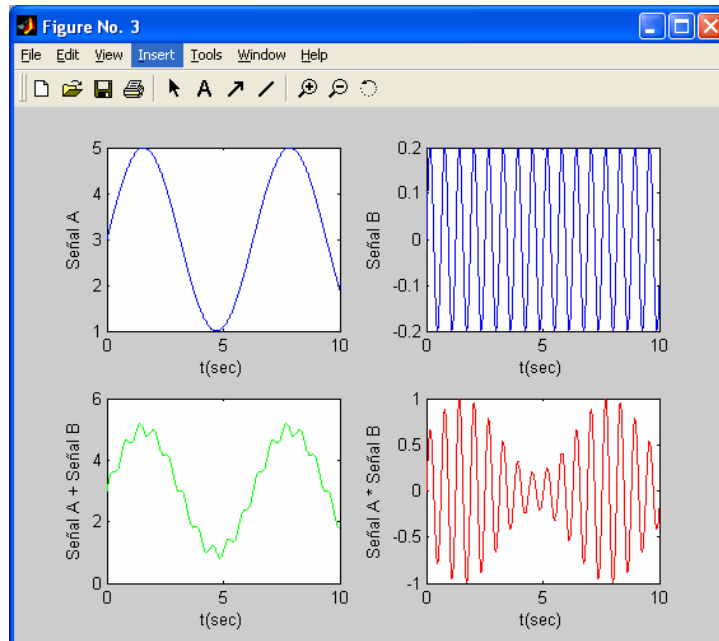 Figure No. 3
File Edit View Insert Tools Window Help
A
5
4
3
2
1
Señal A
0 5 10
t(sec)
0.2
0.1
0
-0.1
-0.2
Señal B
0 5 10
t(sec)
6
4
2
0
Señal A + Señal B
0 5 10
t(sec)
1
0.5
0
-0.5
-1
Señal A * Señal B
0 5 10
t(sec)